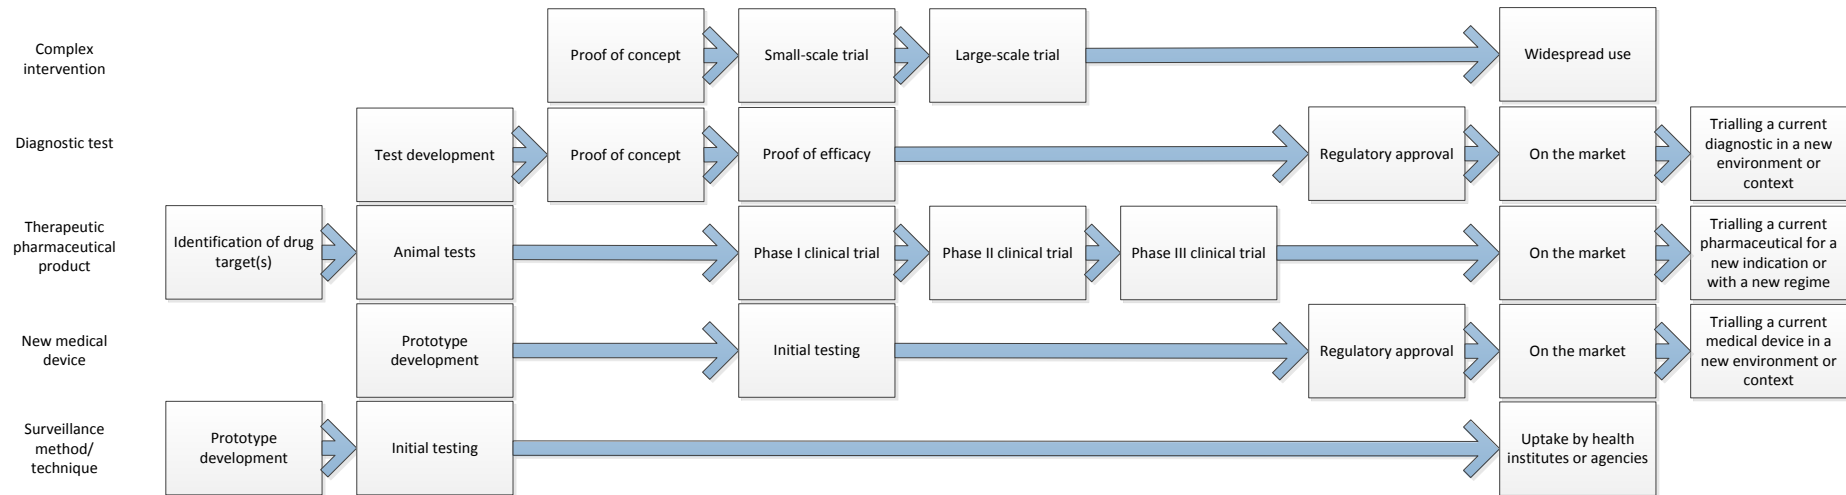 Complex
intervention
Proof of concept
Small-scale trial
Large-scale trial
Widespread use
Diagnostic test
Test development
Proof of concept
Proof of efficacy
Regulatory approval
On the market
Trialling a current
diagnostic in a new
environment or
context
Therapeutic
pharmaceutical
product
Identification of drug
target(s)
Animal tests
Phase I clinical trial
Phase II clinical trial
Phase III clinical trial
On the market
Trialling a current
pharmaceutical for a
new indication or
with a new regime
New medical
device
Prototype
development
Initial testing
Regulatory approval
On the market
Trialling a current
medical device in a
new environment or
context
Surveillance
method/
technique
Prototype
development
Initial testing
Uptake by health
institutes or agencies